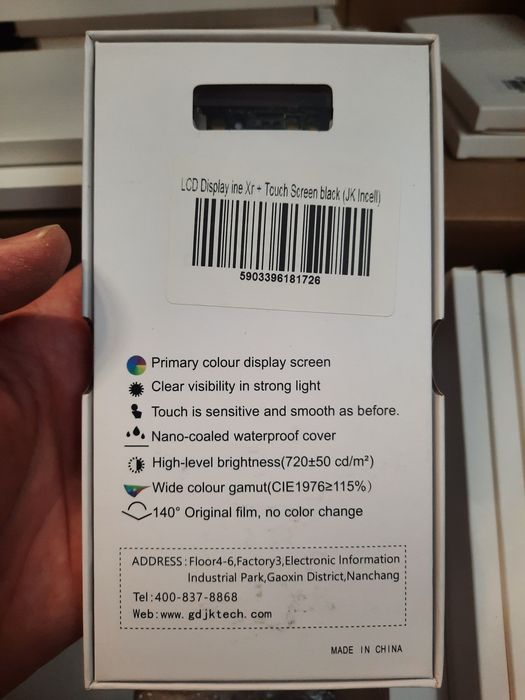 LCD Display ine Xr + Touch Screen black (JK Incell)
5903396181726
Primary colour display screen
Clear visibility in strong light
Touch is sensitive and smooth as before.
Nano-coaled waterproof cover
High-level brightness(720±50 cd/m²)
Wide colour gamut(CIE1976≥115%)
140° Original film, no color change
ADDRESS:Floor4-6,Factory3,Electronic Information
Industrial Park,Gaoxin District,Nanchang
Tel:400-837-8868
Web:www.gdjktech.com
MADE IN CHINA